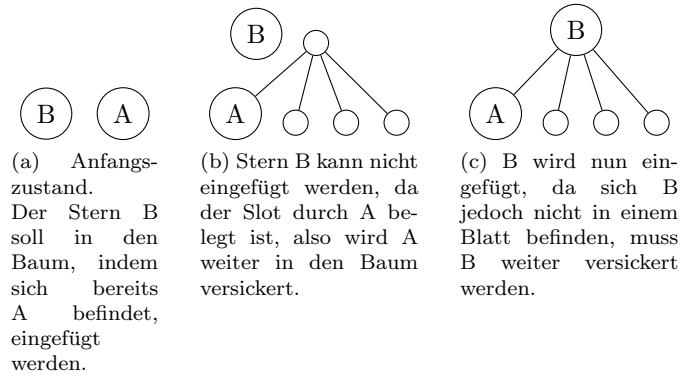 B
B
B A
A
A
(a) Anfangs-
zustand.
Der Stern B
soll in den
Baum, indem
sich bereits
A befindet,
eingefügt
werden.
(b) Stern B kann nicht
eingefügt werden, da
der Slot durch A be-
legt ist, also wird A
weiter in den Baum
versickert.
(c) B wird nun ein-
gefügt, da sich B
jedoch nicht in einem
Blatt befinden, muss
B weiter versickert
werden.